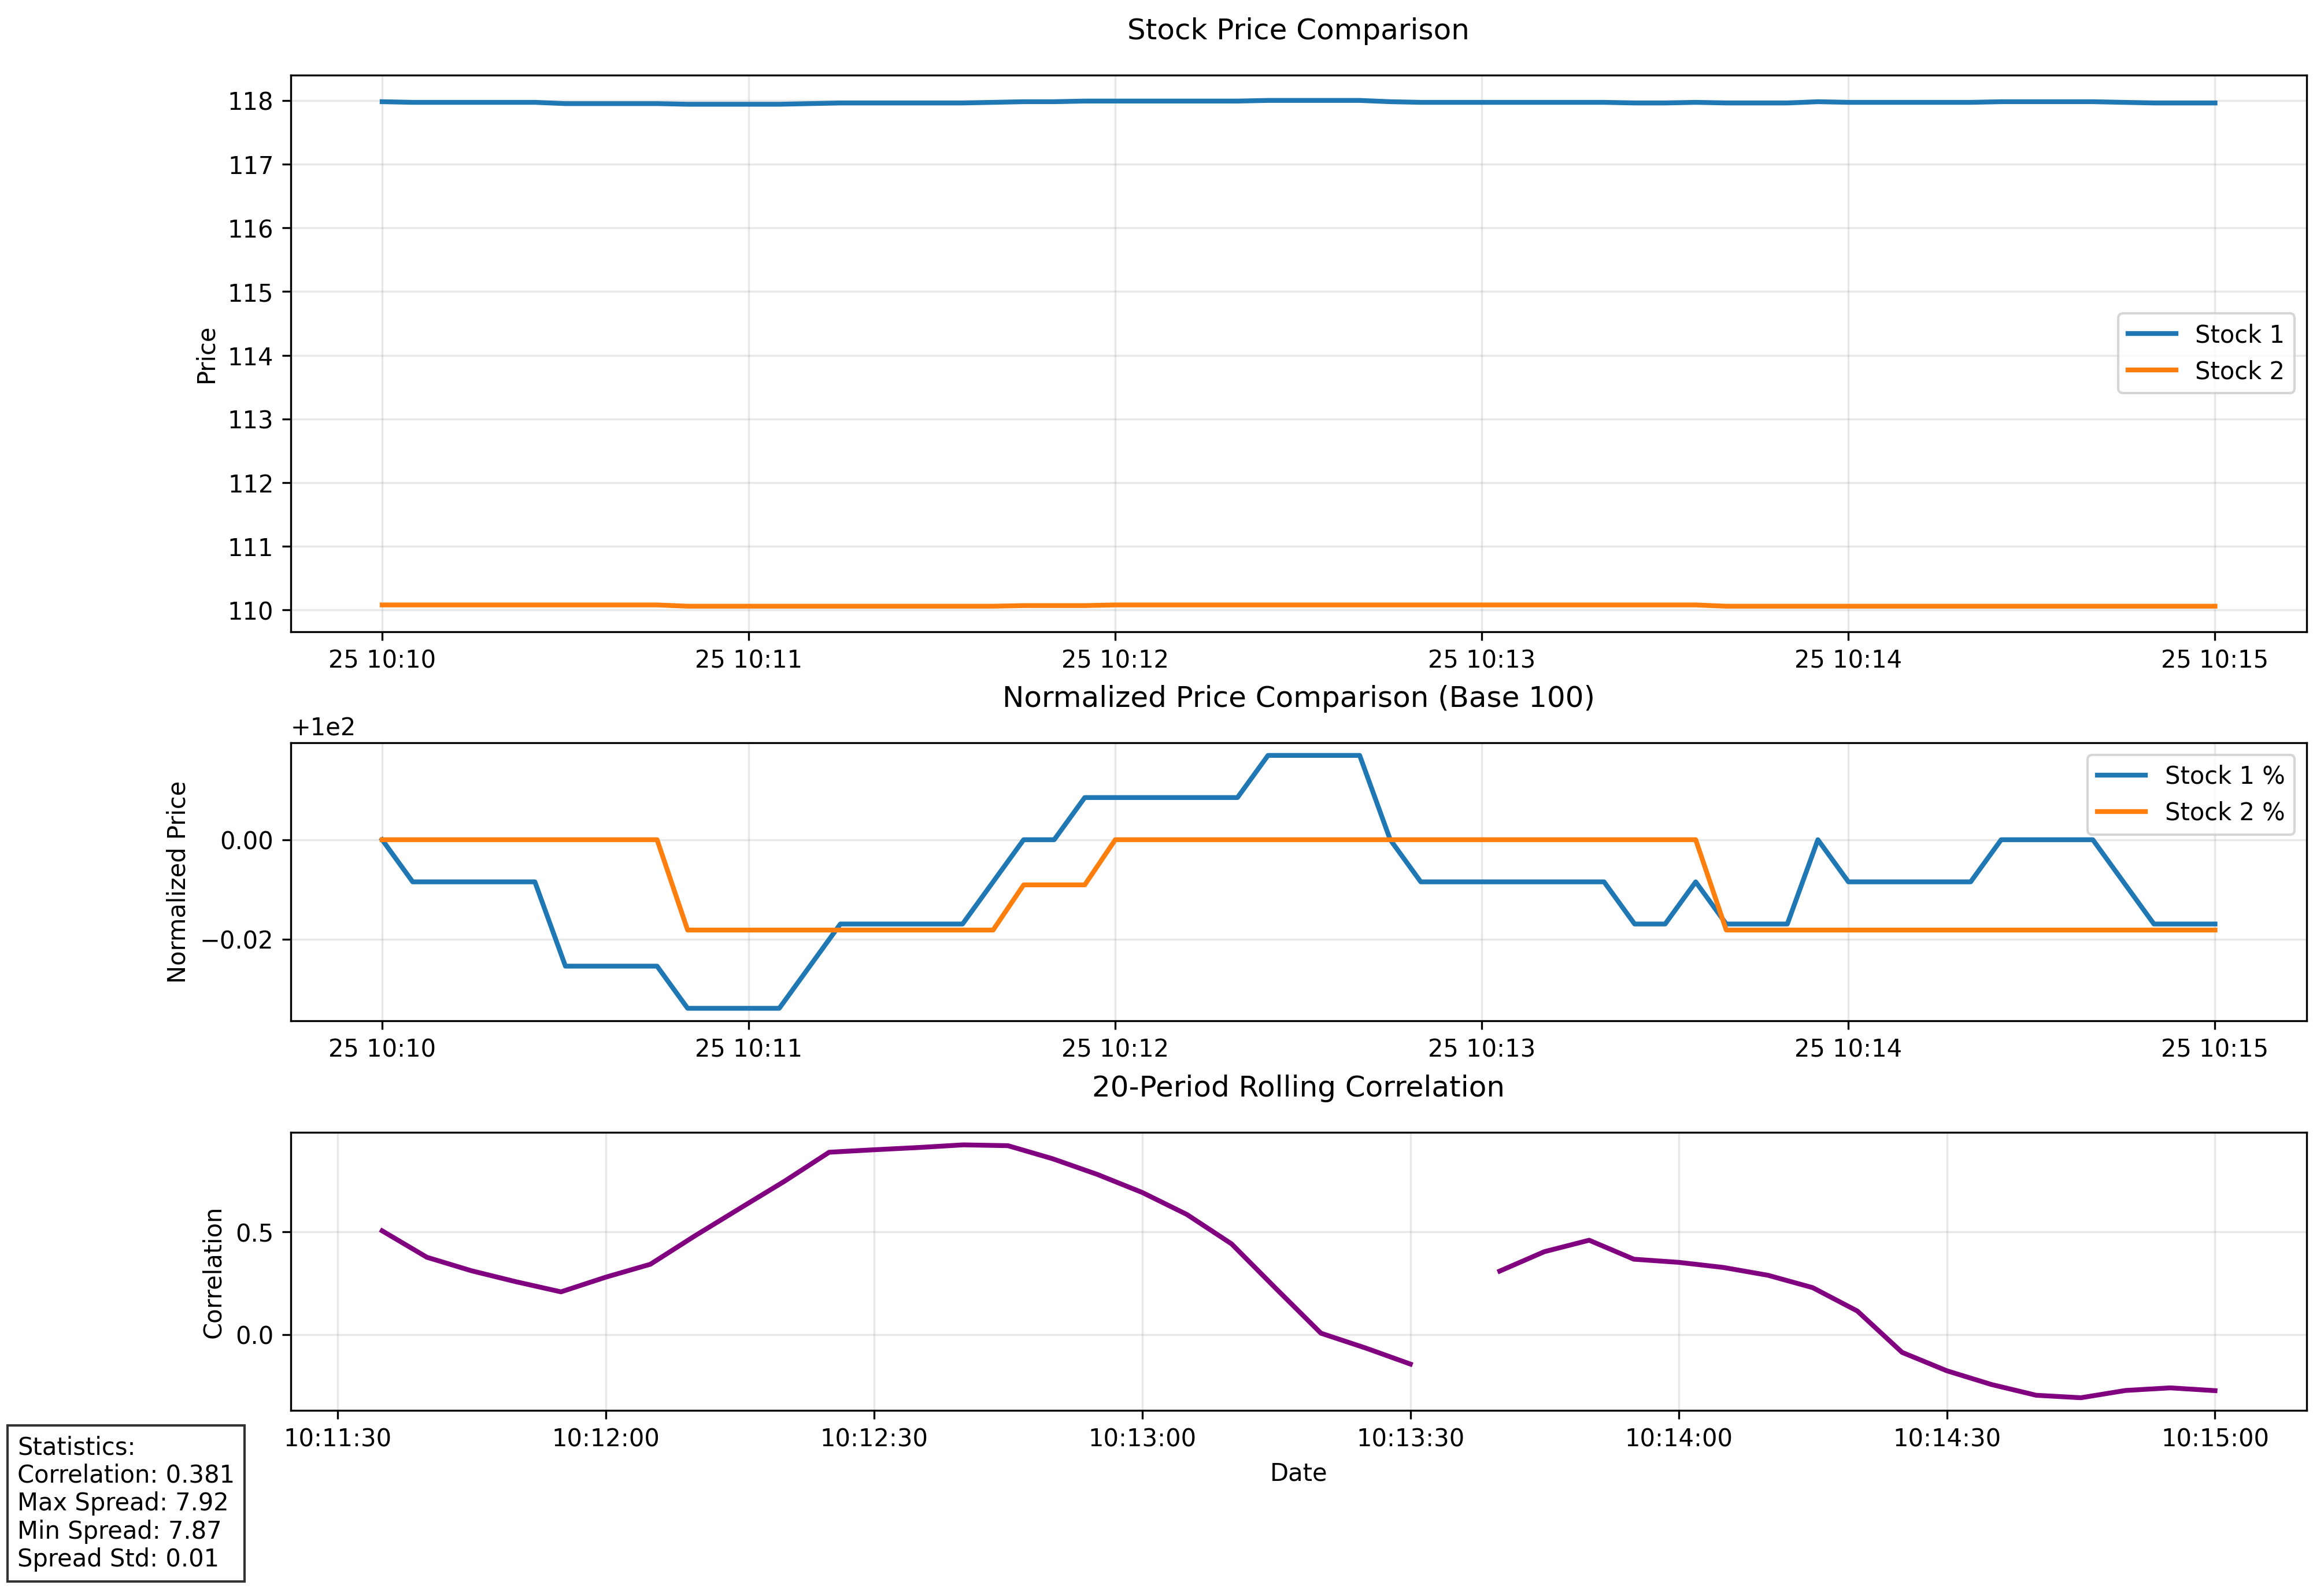 Stock Price Comparison
118
117
116
115
114
113
112
111
110
Price
Stock 1
Stock 2
25 10:10 25 10:11 25 10:12 25 10:13 25 10:14 25 10:15
Normalized Price Comparison (Base 100)
+1e2
0.00
−0.02
Normalized Price
Stock 1 %
Stock 2 %
25 10:10 25 10:11 25 10:12 25 10:13 25 10:14 25 10:15
20-Period Rolling Correlation
0.5
0.0
Correlation
10:11:30 10:12:00 10:12:30 10:13:00 10:13:30 10:14:00 10:14:30 10:15:00
Date
Statistics:
Correlation: 0.381
Max Spread: 7.92
Min Spread: 7.87
Spread Std: 0.01